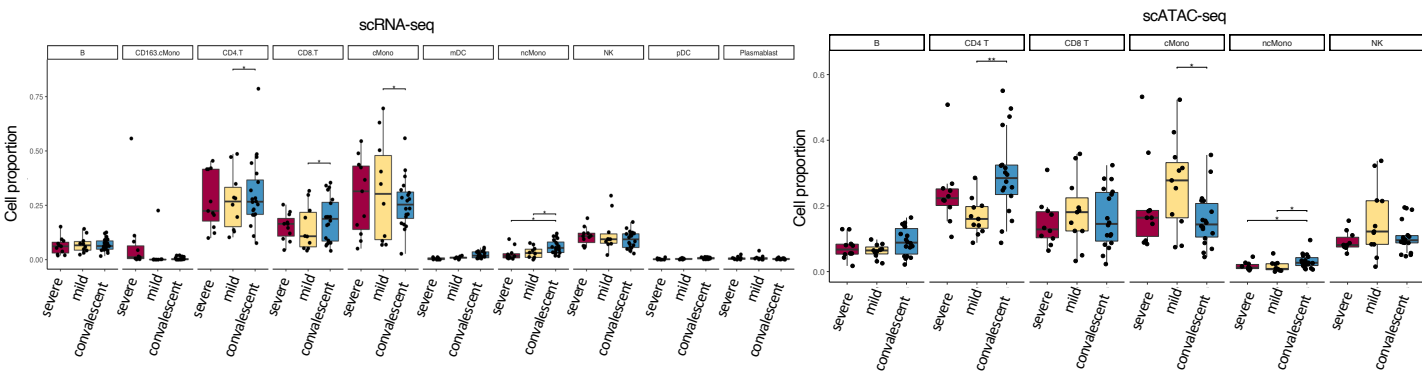 scRNA-seq
B CD163.cMono CD4.T CD8.T cMono mDC ncMono NK pDC Plasmablast
* * * * *
Cell proportion
0.75
0.50
0.25
0.00
severe mild convalescent severe mild convalescent severe mild convalescent severe mild convalescent severe mild convalescent severe mild convalescent severe mild convalescent severe mild convalescent severe mild convalescent severe mild convalescent
scATAC-seq
B CD4 T CD8 T cMono ncMono NK
** * * *
Cell proportion
0.6
0.4
0.2
0.0
severe mild convalescent severe mild convalescent severe mild convalescent severe mild convalescent severe mild convalescent severe mild convalescent